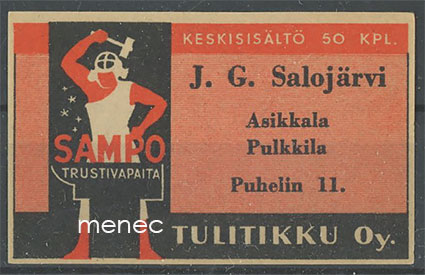 KESKISISÄLTÖ 50 KPL.
J. G. Salojärvi
Asikkala
Pulkkila
Puhelin 11.
SAMPO
TRUSTIVAPAITA
menec
TULITIKKU Oy.